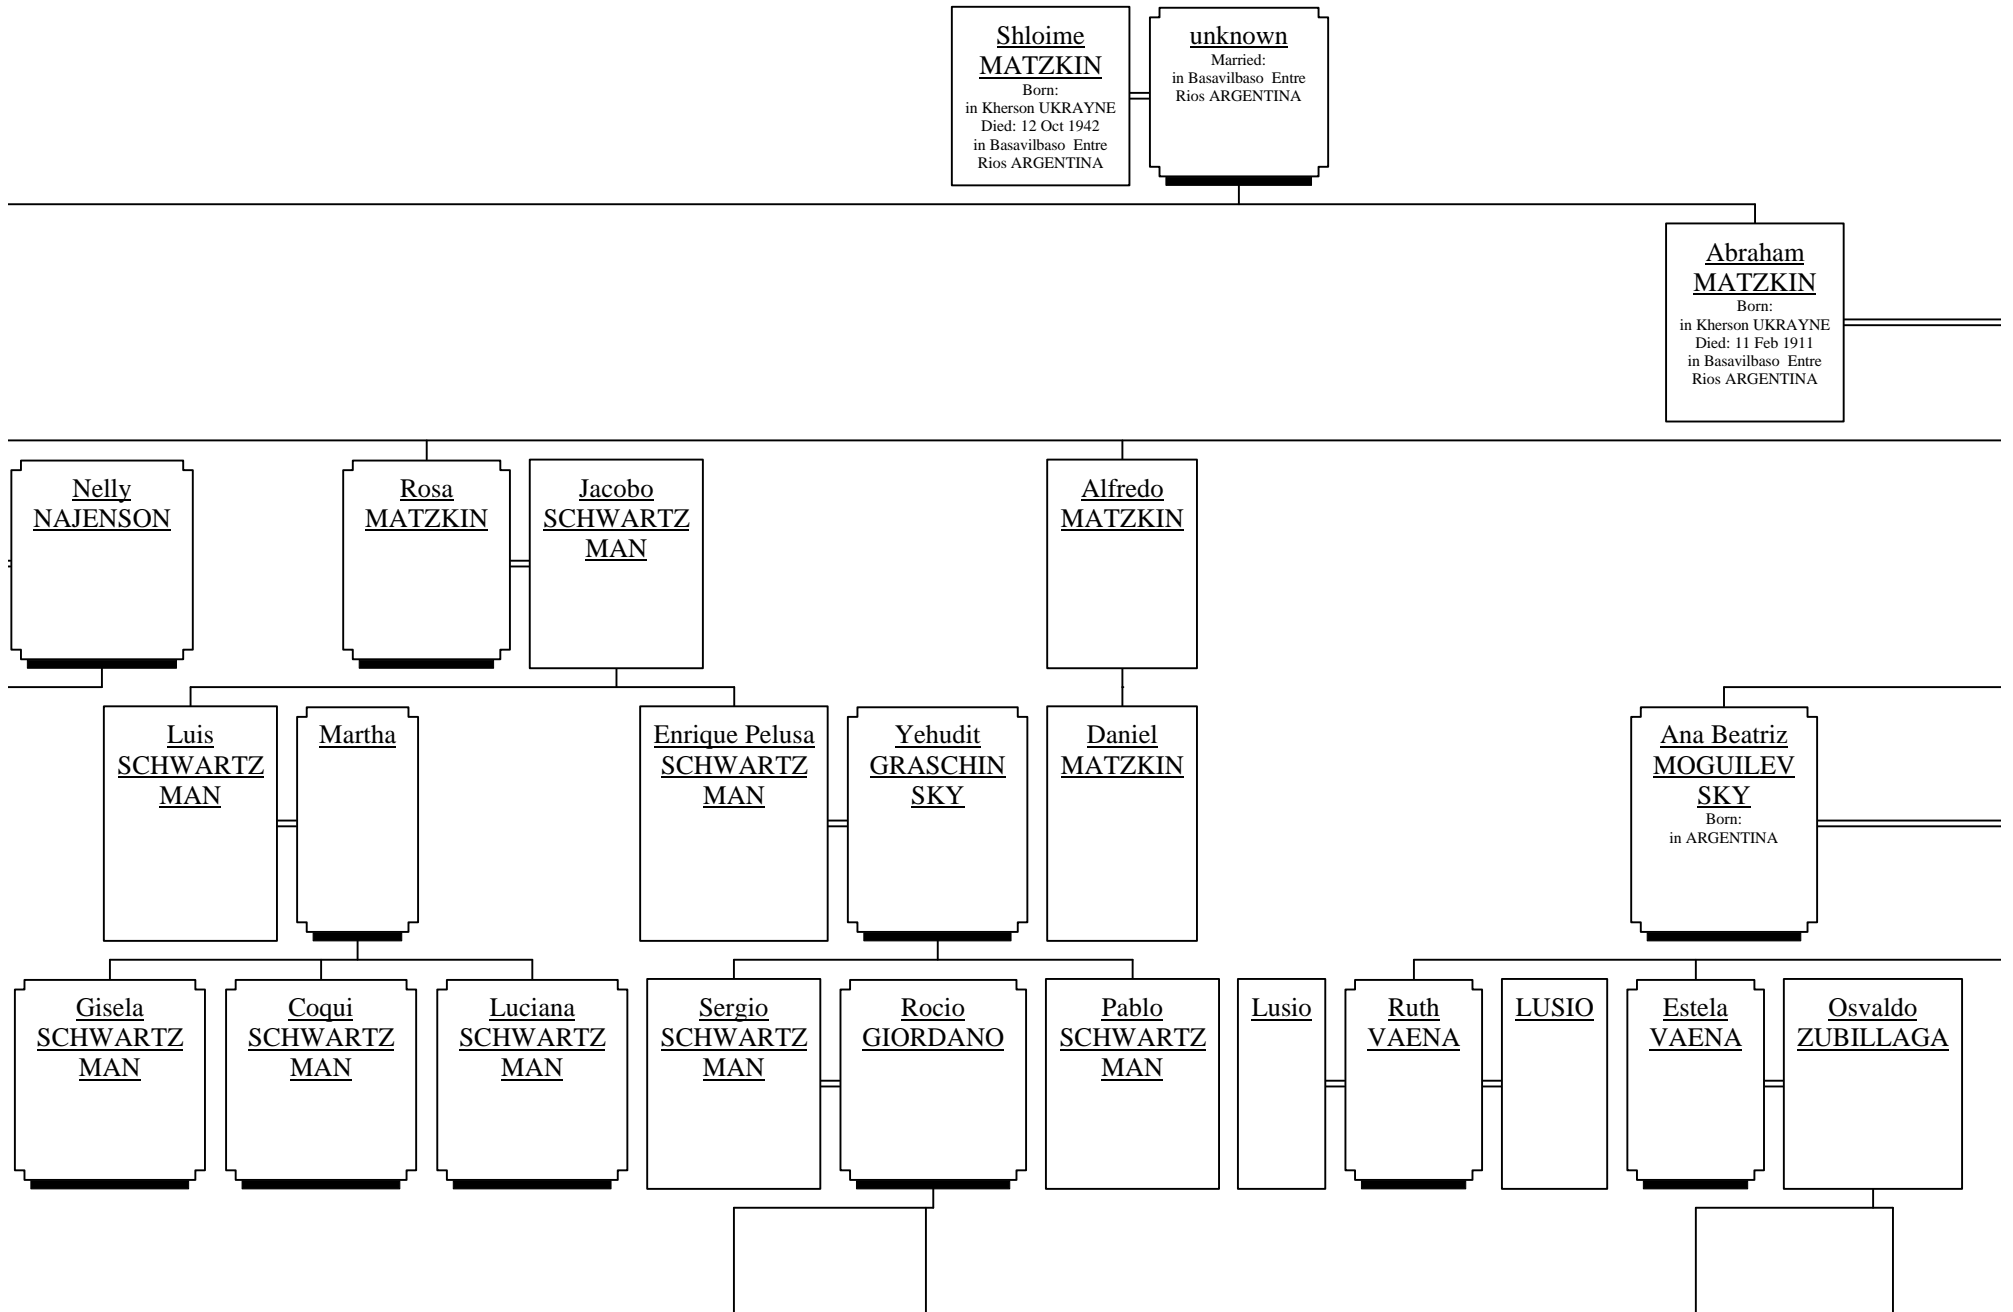 Shloime
MATZKIN
Born:
in Kherson UKRAYNE
Died: 12 Oct 1942
in Basavilbaso Entre
Rios ARGENTINA
unknown
Married:
in Basavilbaso Entre
Rios ARGENTINA
Abraham
MATZKIN
Born:
in Kherson UKRAYNE
Died: 11 Feb 1911
in Basavilbaso Entre
Rios ARGENTINA
Nelly
NAJENSON
Rosa
MATZKIN
Jacobo
SCHWARTZ
MAN
Alfredo
MATZKIN
Luis
SCHWARTZ
MAN
Martha
Enrique Pelusa
SCHWARTZ
MAN
Yehudit
GRASCHIN
SKY
Daniel
MATZKIN
Ana Beatriz
MOGUILEV
SKY
Born:
in ARGENTINA
Gisela
SCHWARTZ
MAN
Coqui
SCHWARTZ
MAN
Luciana
SCHWARTZ
MAN
Sergio
SCHWARTZ
MAN
Rocio
GIORDANO
Pablo
SCHWARTZ
MAN
Lusio
Ruth
VAENA
LUSIO
Estela
VAENA
Osvaldo
ZUBILLAGA